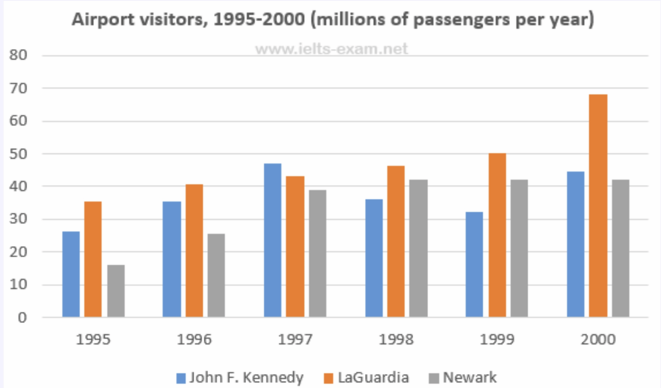 Airport visitors, 1995-2000 (millions of passengers per year)
www.ielts-exam.net
80
70
60
50
40
30
20
10
0
1995 1996 1997 1998 1999 2000
John F. Kennedy LaGuardia Newark